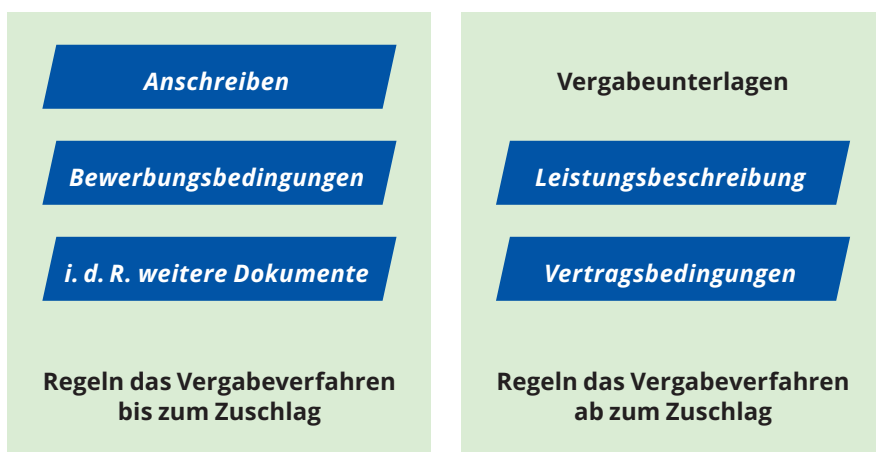 Anschreiben
Bewerbungsbedingungen
i. d. R. weitere Dokumente
Regeln das Vergabeverfahren
bis zum Zuschlag
Vergabeunterlagen
Leistungsbeschreibung
Vertragsbedingungen
Regeln das Vergabeverfahren
ab zum Zuschlag